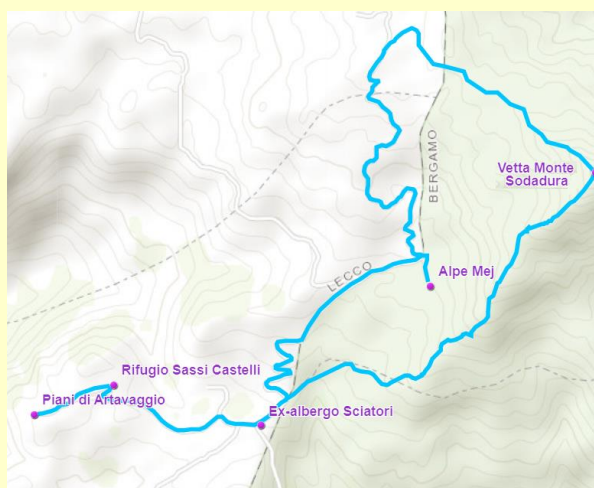 BERGAMO
Vetta Monte
Sodadura
LECCO
Alpe Mej
Rifugio Sassi Castelli
Piani di Artavaggio
Ex-albergo Sciatori